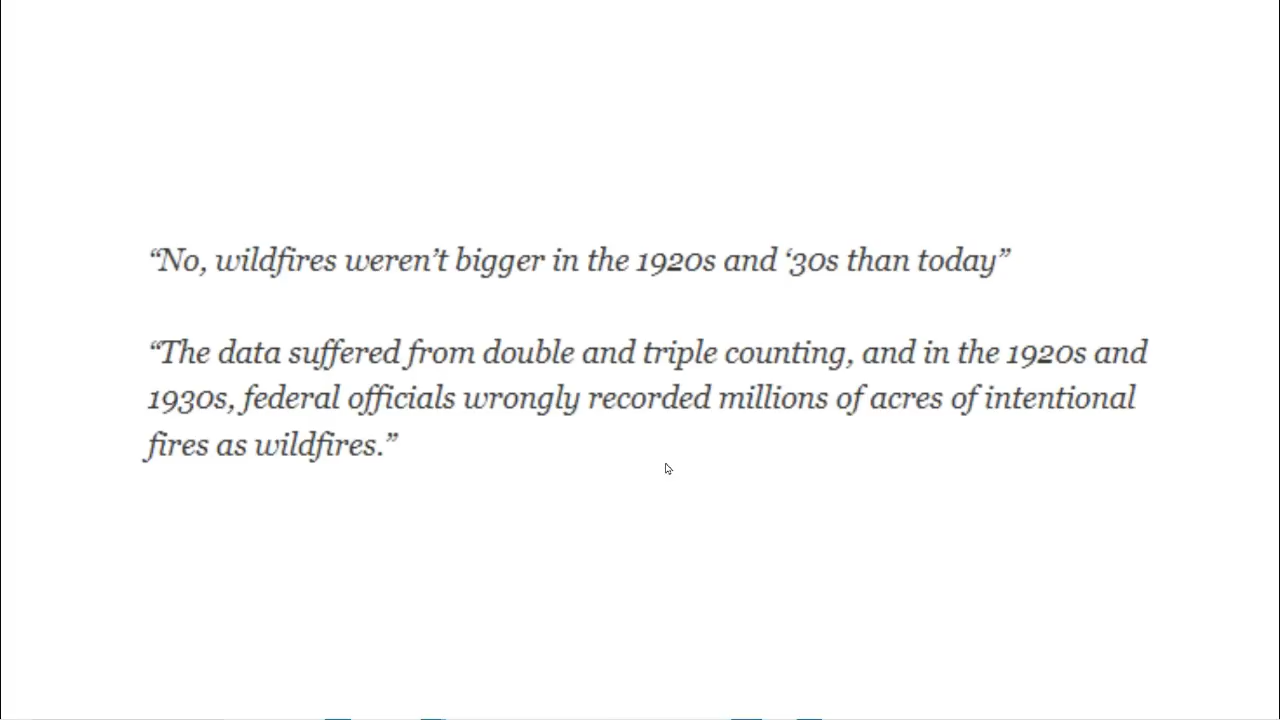 “No, wildfires weren’t bigger in the 1920s and ‘30s than today”
“The data suffered from double and triple counting, and in the 1920s and
1930s, federal officials wrongly recorded millions of acres of intentional
fires as wildfires.”